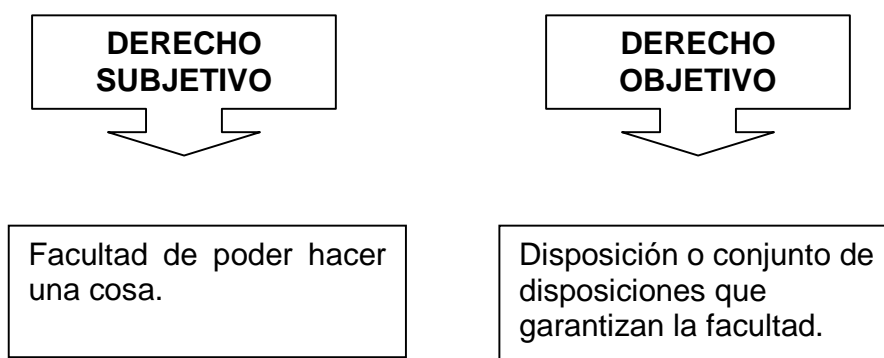 DERECHO
SUBJETIVO
DERECHO
OBJETIVO
Facultad de poder hacer
una cosa.
Disposición o conjunto de
disposiciones que
garantizan la facultad.